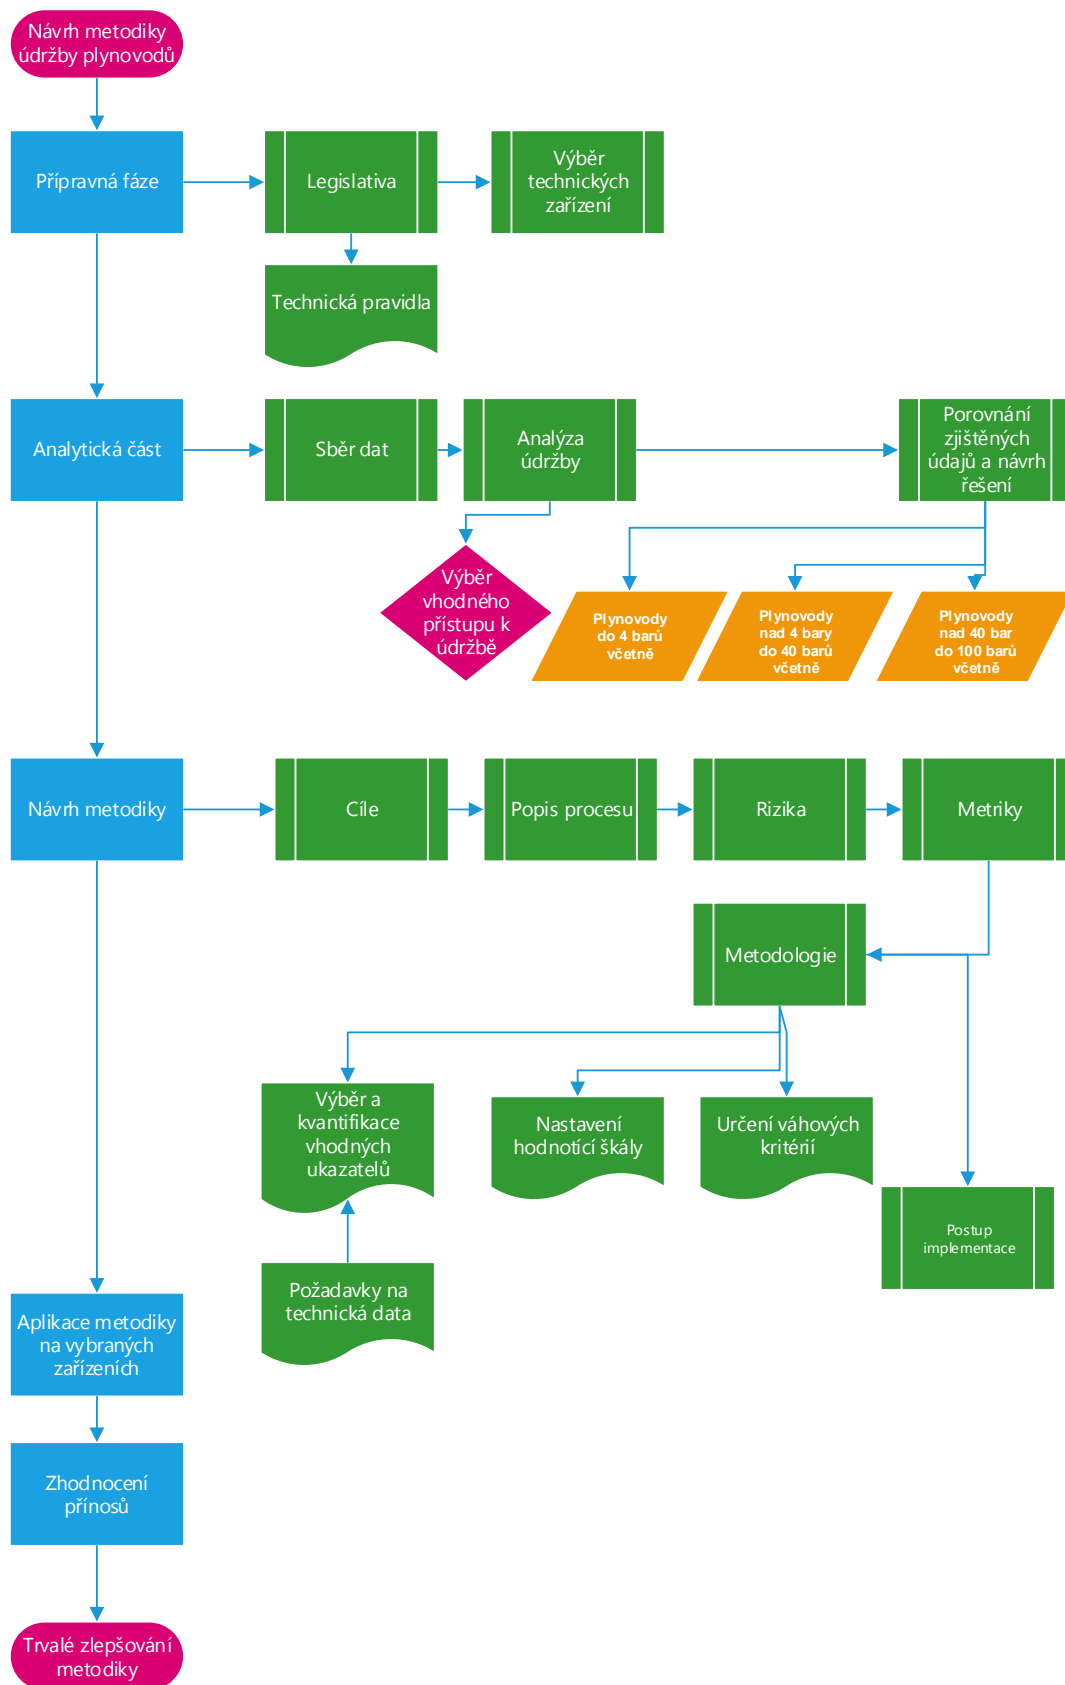 Návrh metodiky
údržby plynovodů
Přípravná fáze
Legislativa
Výběr
technických
zařízení
Technická pravidla
Analytická část
Sběr dat
Analýza
údržby
Porovnání
zjištěných
údajů a návrh
řešení
Výběr
vhodného
přístupu k
údržbě
Plynovody
do 4 barů
včetně
Plynovody
nad 4 bary
do 40 barů
včetně
Plynovody
nad 40 bar
do 100 barů
včetně
Návrh metodiky
Cíle
Popis procesu
Rizika
Metriky
Metodologie
Výběr a
kvantifikace
vhodných
ukazatelů
Nastavení
hodnotící škály
Určení váhových
kritérií
Postup
implementace
Požadavky na
technická data
Aplikace metodiky
na vybraných
zařízeních
Zhodnocení
přínosů
Trvalé zlepšování
metodiky